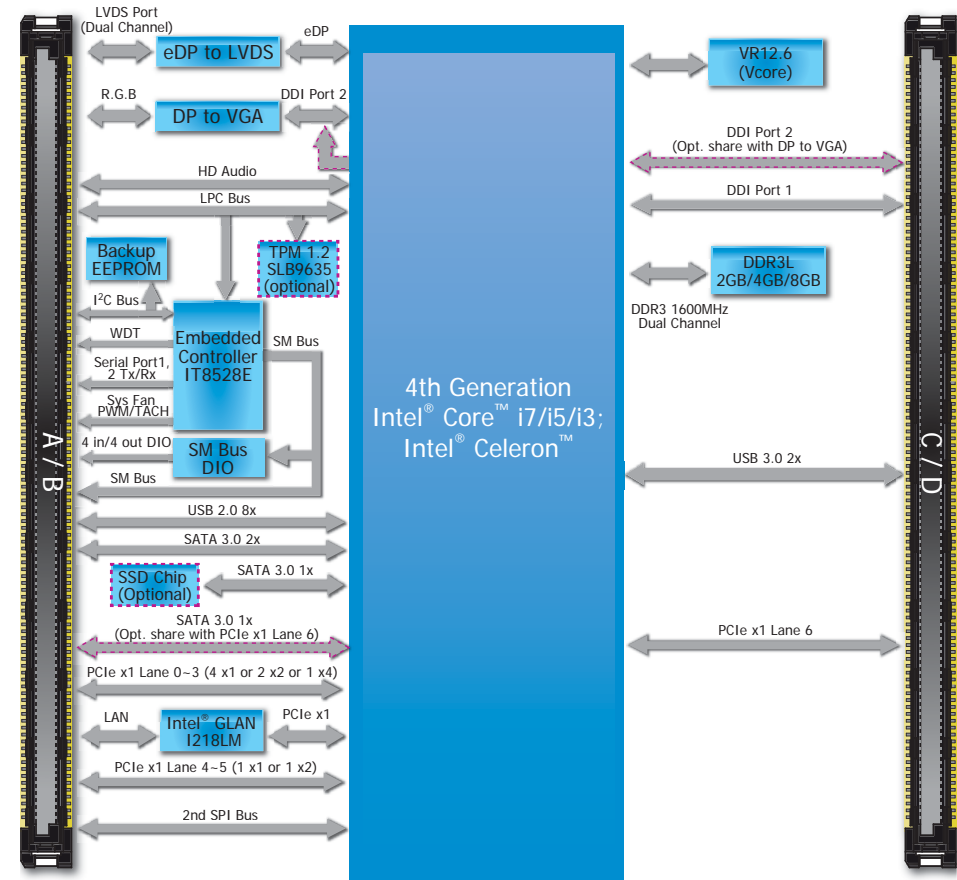 LVDS Port
(Dual Channel)
eDP to LVDS
eDP
R.G.B
DP to VGA
DDI Port 2
HD Audio
LPC Bus
Backup
EEPROM
TPM 1.2
SLB9635
(optional)
I²C Bus
WDT
Embedded
Controller
IT8528E
SM Bus
Serial Port1,
2 Tx/Rx
Sys Fan
PWM/TACH
4 in/4 out DIO
SM Bus
DIO
SM Bus
USB 2.0 8x
SATA 3.0 2x
SSD Chip
(Optional)
SATA 3.0 1x
SATA 3.0 1x
(Opt. share with PCIe x1 Lane 6)
PCIe x1 Lane 0~3 (4 x1 or 2 x2 or 1 x4)
LAN
Intel® GLAN
I218LM
PCIe x1
PCIe x1 Lane 4~5 (1 x1 or 1 x2)
2nd SPI Bus
A / B
4th Generation
Intel® Core™ i7/i5/i3;
Intel® Celeron™
VR12.6
(Vcore)
DDI Port 2
(Opt. share with DP to VGA)
DDI Port 1
DDR3L
2GB/4GB/8GB
DDR3 1600MHz
Dual Channel
USB 3.0 2x
PCIe x1 Lane 6
C / D